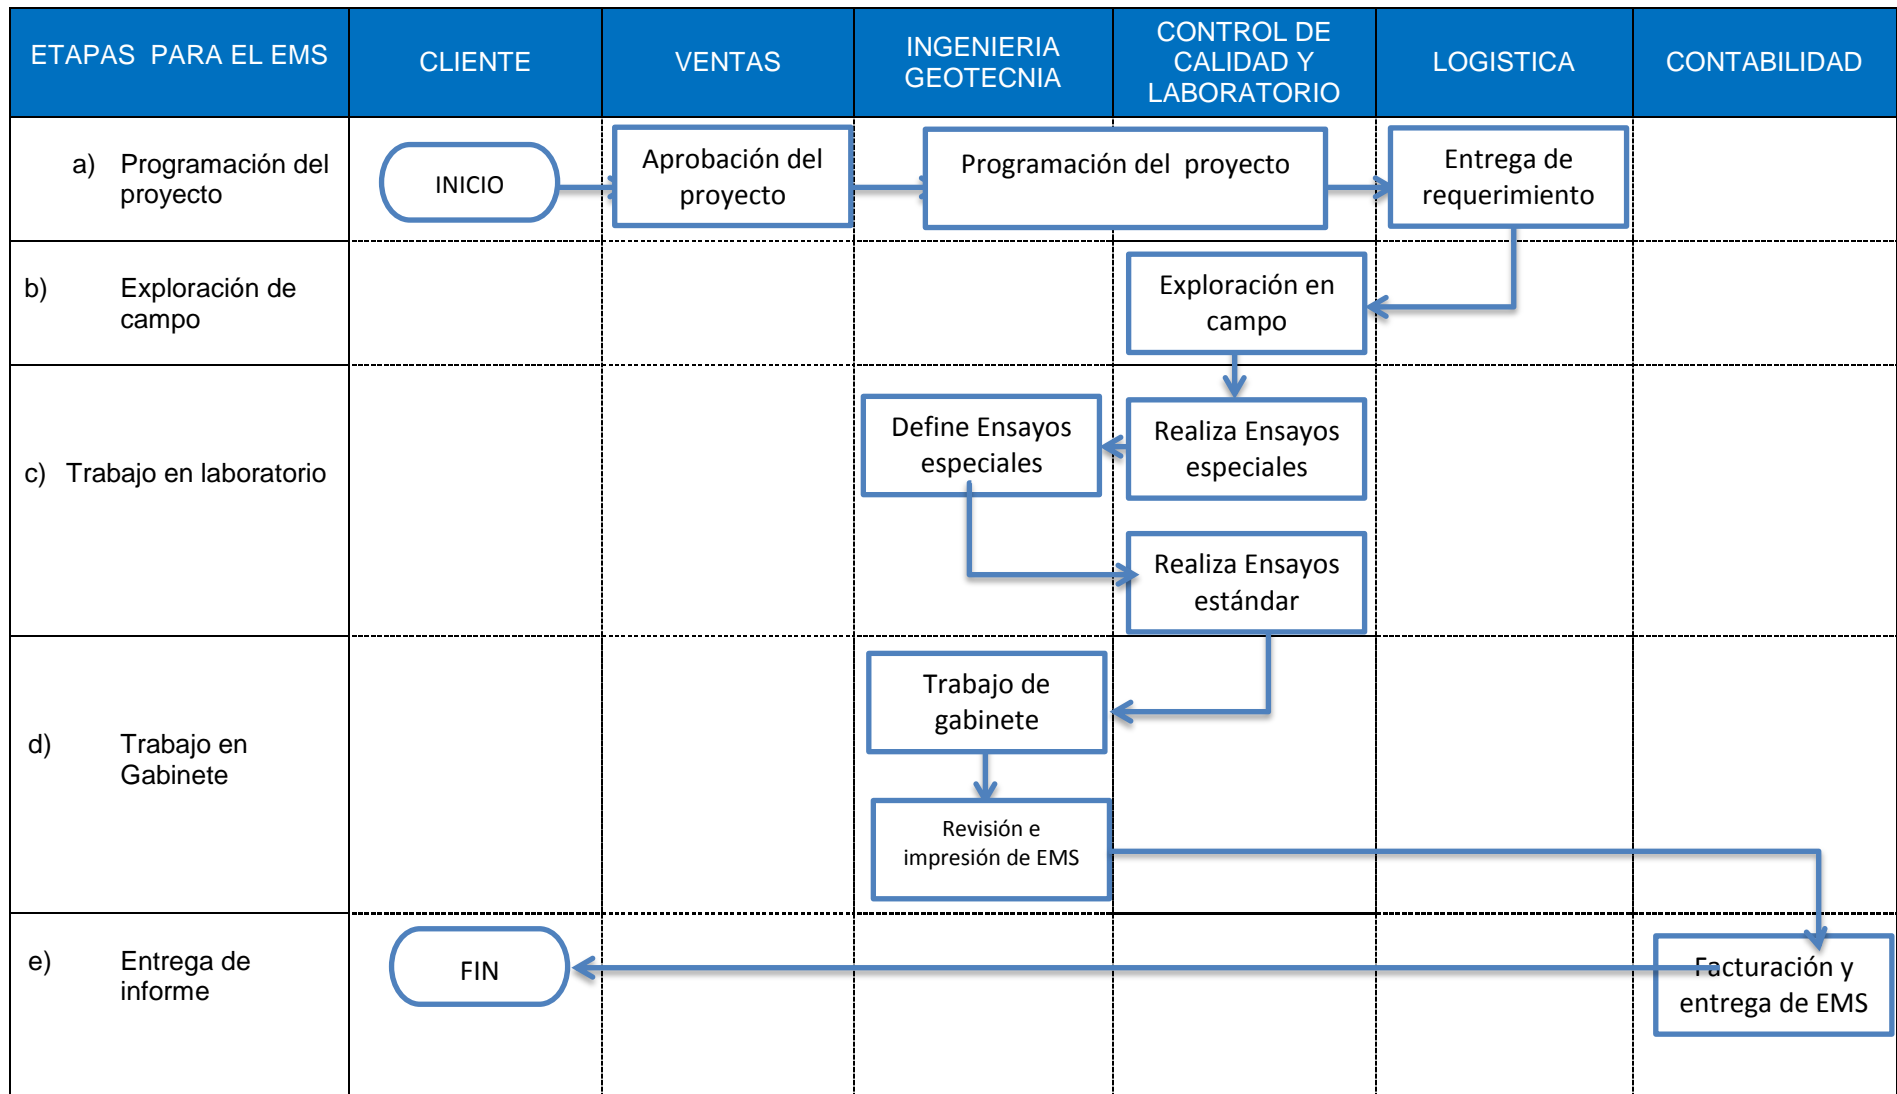 ETAPAS PARA EL EMS
CLIENTE
VENTAS
INGENIERIA
GEOTECNIA
CONTROL DE
CALIDAD Y
LABORATORIO
LOGISTICA
CONTABILIDAD
a) Programación del
proyecto
INICIO
Aprobación del
proyecto
Programación del proyecto
Entrega de
requerimiento
b) Exploración de
campo
Exploración en
campo
c) Trabajo en laboratorio
Define Ensayos
especiales
Realiza Ensayos
especiales
Realiza Ensayos
estándar
d) Trabajo en
Gabinete
Trabajo de
gabinete
Revisión e
impresión de EMS
e) Entrega de
informe
FIN
Facturación y
entrega de EMS